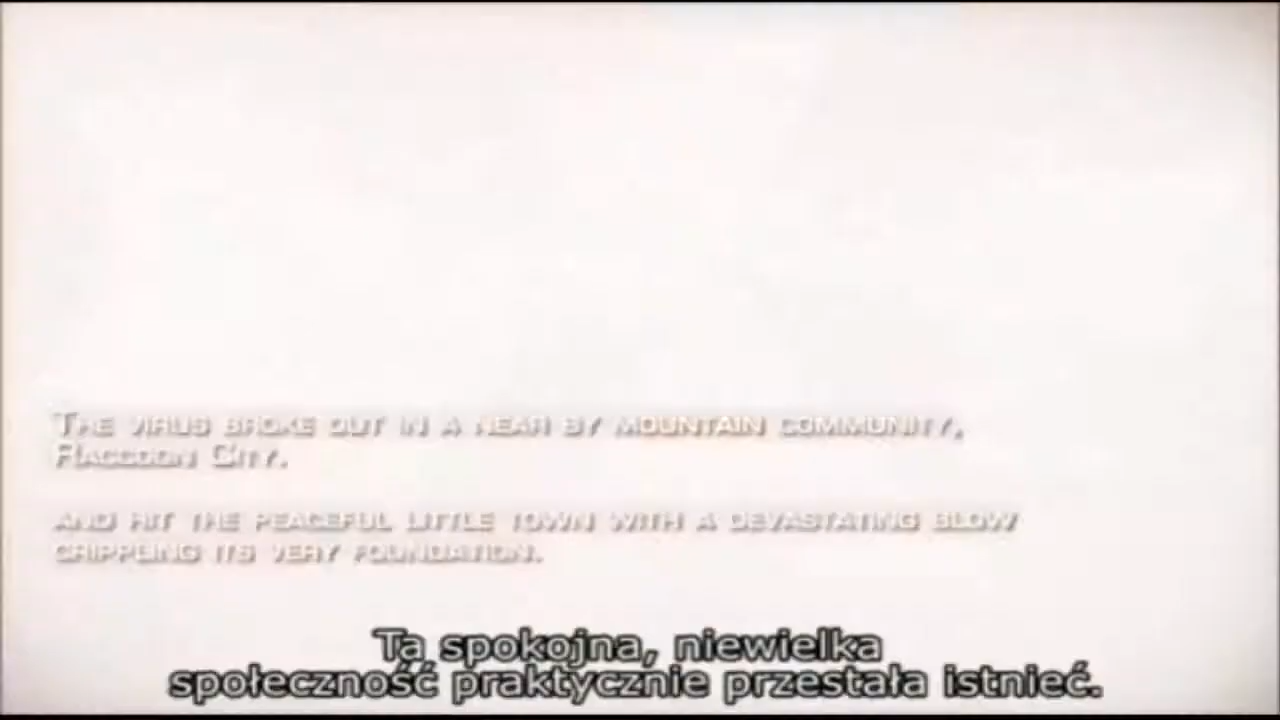 The virus broke out in a near by mountain community,
Raccoon City.
and hit the peaceful little town with a devastating blow
crippling its very foundation.
Ta spokojna, niewielka
społeczność praktycznie przestała istnieć.